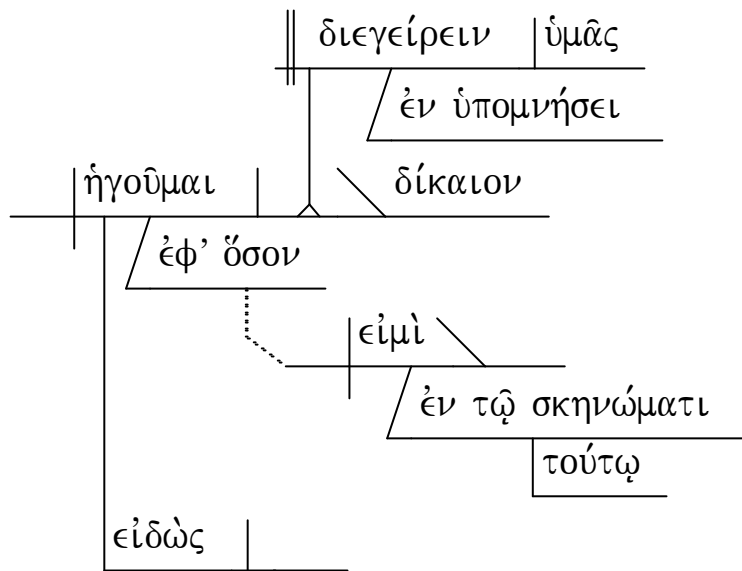 διεγείρειν ὑμᾶς
ἐν ὑπομνήσει
ἡγοῦμαι δίκαιον
ἐφ’ ὅσον
εἰμὶ
ἐν τῷ σκηνώματι
τούτῳ
εἰδὼς